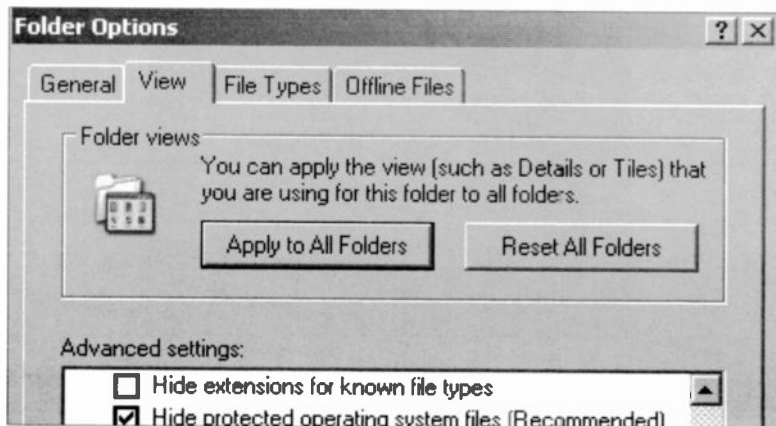 Folder Options
General View File Types Offline Files
Folder views
You can apply the view (such as Details or Tiles) that
you are using for this folder to all folders.
Apply to All Folders Reset All Folders
Advanced settings:
Hide extensions for known file types
Hide protected operating system files (Recommended)